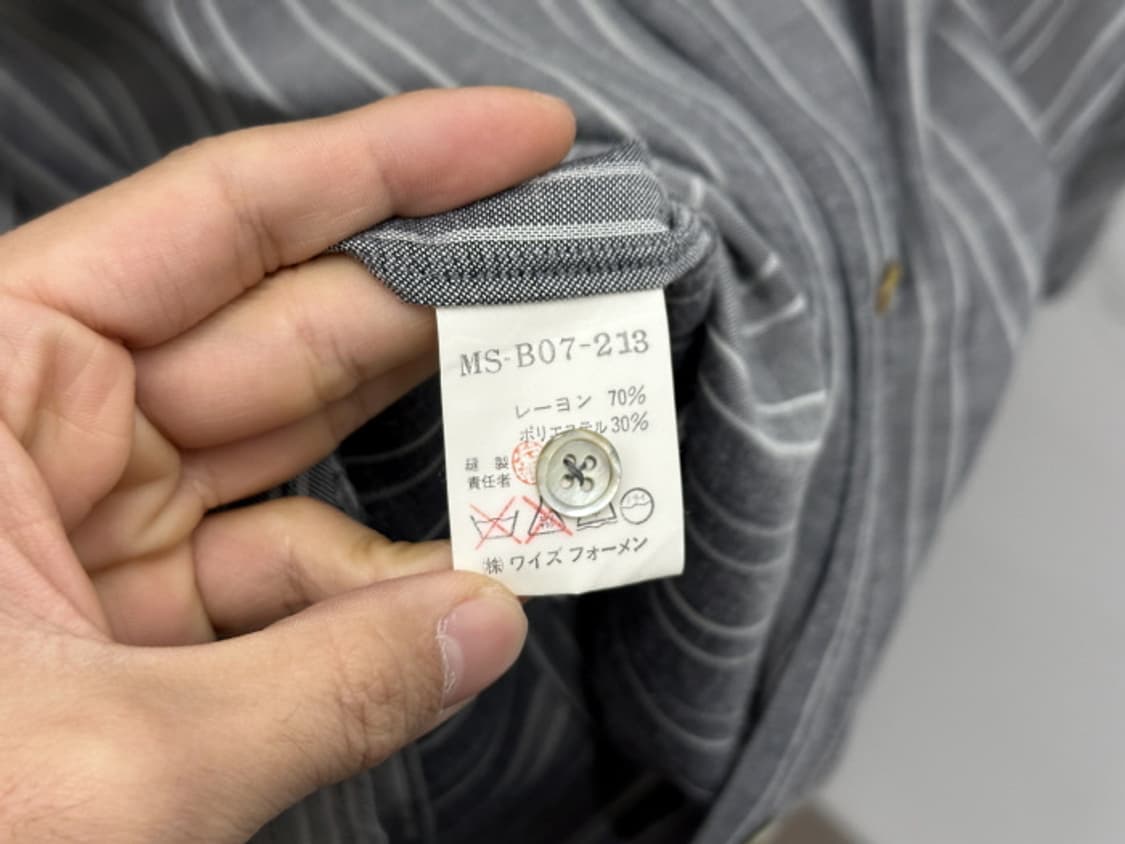 MS-B07-213
レーヨン 70%
ポリエステル 30%
縫製
責任者
㈱ワイズフォーメン